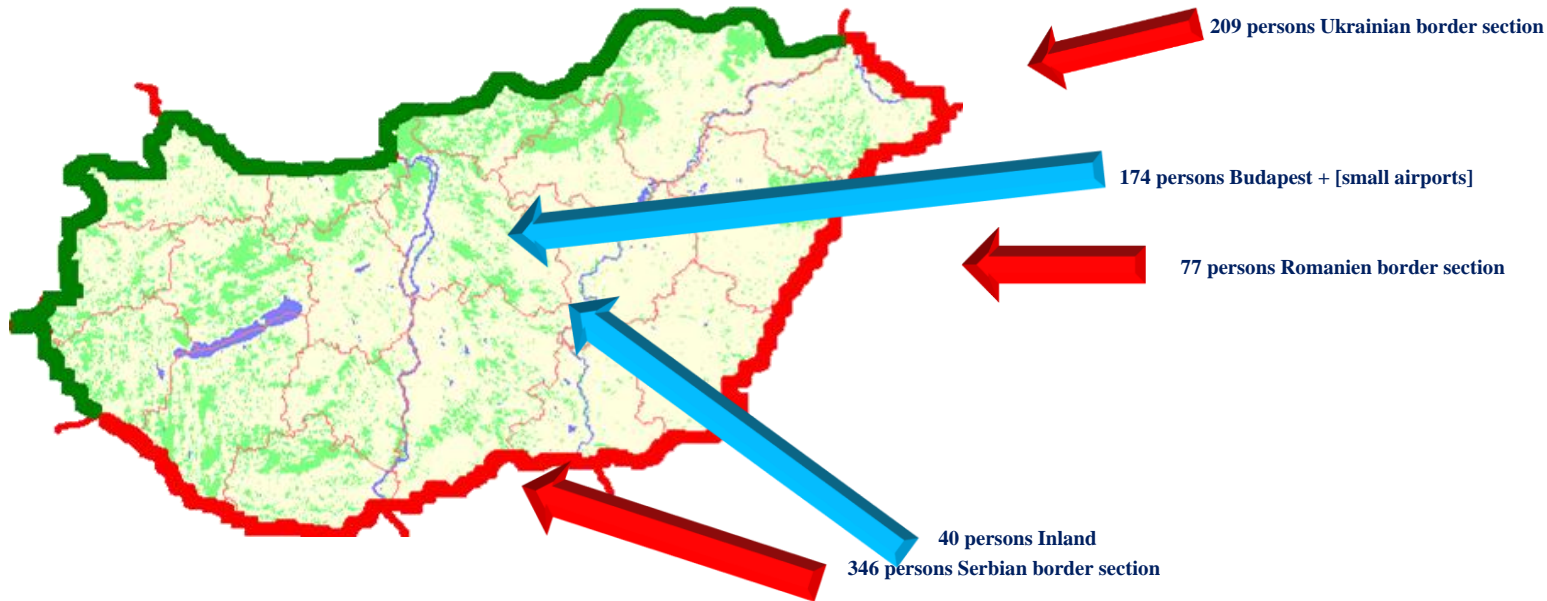 209 persons Ukrainian border section
174 persons Budapest + [small airports]
77 persons Romanien border section
40 persons Inland
346 persons Serbian border section